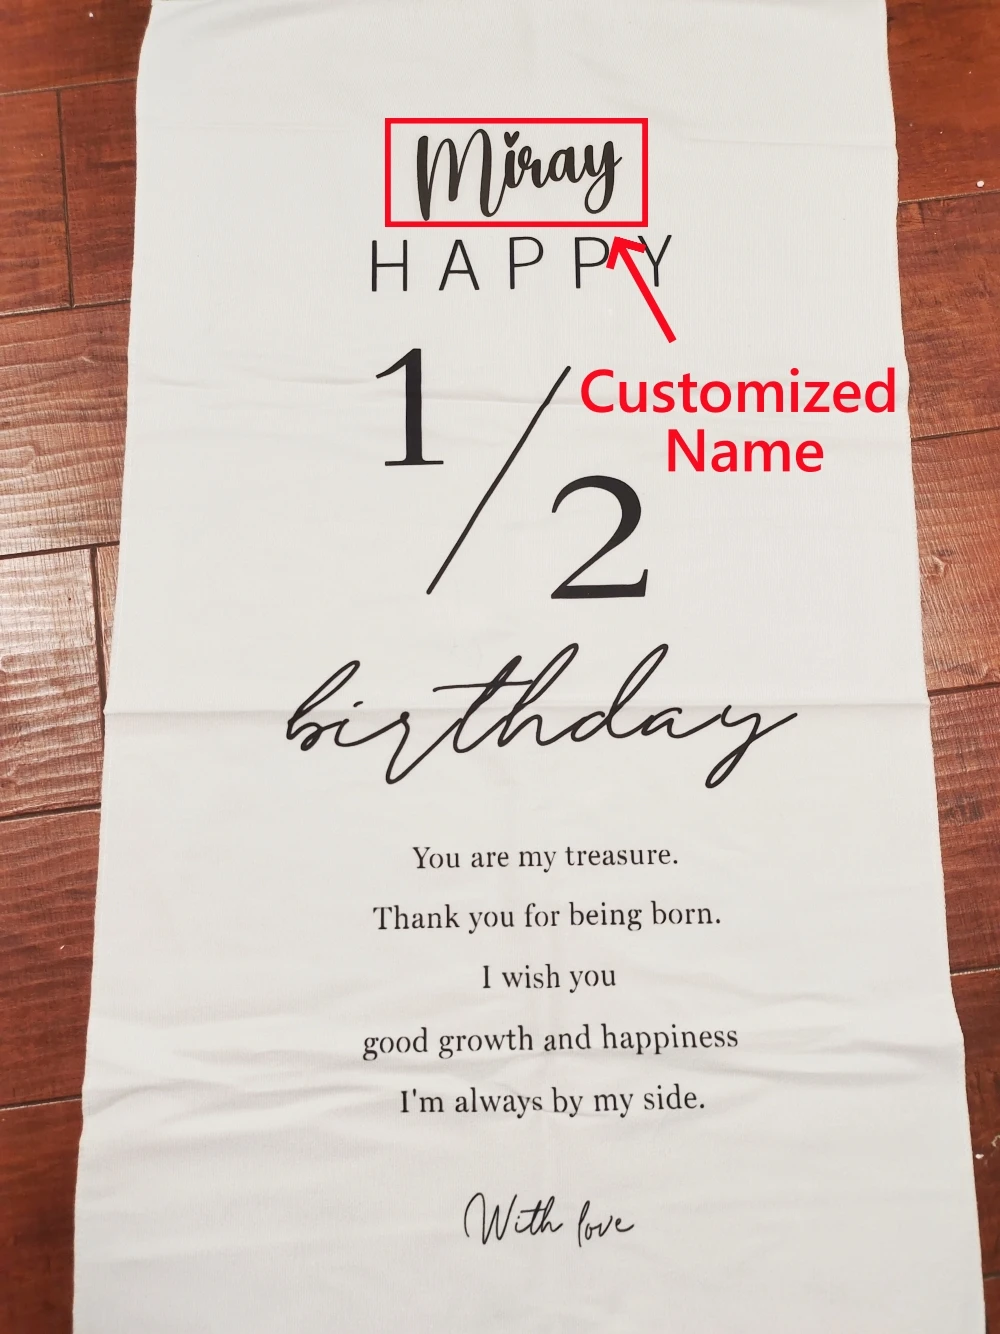 Miray
HAPPY
1/2
Customized
Name
birthday
You are my treasure.
Thank you for being born.
I wish you
good growth and happiness
I'm always by my side.
With love